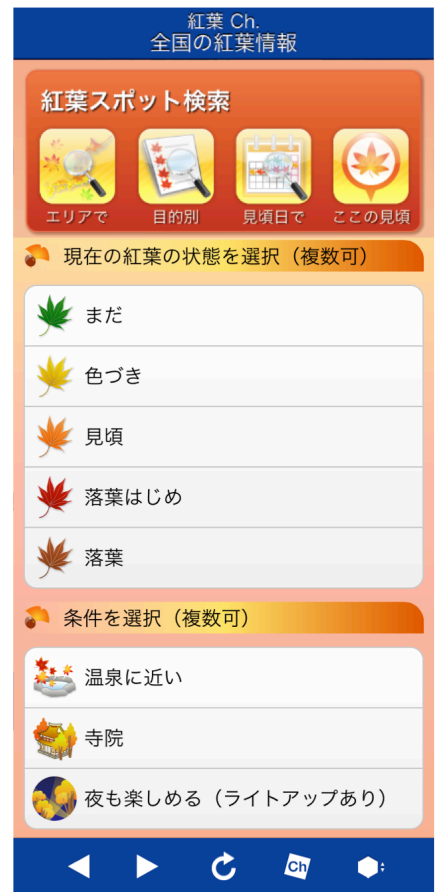 紅葉 Ch.
全国の紅葉情報
紅葉スポット検索
エリアで 目的別 見頃日で ここの見頃
現在の紅葉の状態を選択（複数可）
まだ
色づき
見頃
落葉はじめ
落葉
条件を選択（複数可）
温泉に近い
寺院
夜も楽しめる（ライトアップあり）
Ch